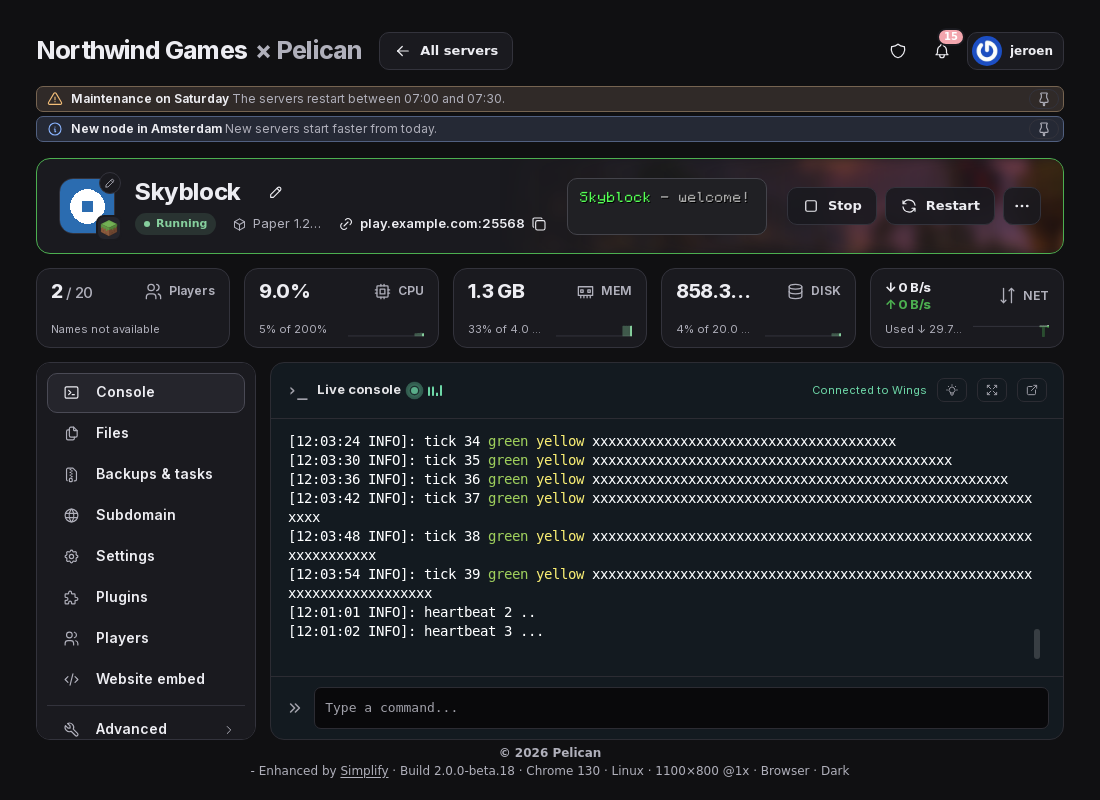 Northwind Games × Pelican
All servers
15
jeroen
Maintenance on Saturday The servers restart between 07:00 and 07:30.
New node in Amsterdam New servers start faster from today.
Skyblock
Running
Paper 1.2…
play.example.com:25568
Skyblock — welcome!
Stop
Restart
2 / 20
Players
Names not available
9.0%
CPU
5% of 200%
1.3 GB
MEM
33% of 4.0 …
858.3…
DISK
4% of 20.0 …
↓ 0 B/s
↑ 0 B/s
NET
Used ↓ 29.7…
Console
Files
Backups & tasks
Subdomain
Settings
Plugins
Players
Website embed
Advanced
Live console
Connected to Wings
[12:03:24 INFO]: tick 34 green yellow xxxxxxxxxxxxxxxxxxxxxxxxxxxxxxxxxxxxxx
[12:03:30 INFO]: tick 35 green yellow xxxxxxxxxxxxxxxxxxxxxxxxxxxxxxxxxxxxxxxxxxxxx
[12:03:36 INFO]: tick 36 green yellow xxxxxxxxxxxxxxxxxxxxxxxxxxxxxxxxxxxxxxxxxxxxxxxxxxxx
[12:03:42 INFO]: tick 37 green yellow xxxxxxxxxxxxxxxxxxxxxxxxxxxxxxxxxxxxxxxxxxxxxxxxxxxxxxx
xxxx
[12:03:48 INFO]: tick 38 green yellow xxxxxxxxxxxxxxxxxxxxxxxxxxxxxxxxxxxxxxxxxxxxxxxxxxxxxxx
xxxxxxxxxxx
[12:03:54 INFO]: tick 39 green yellow xxxxxxxxxxxxxxxxxxxxxxxxxxxxxxxxxxxxxxxxxxxxxxxxxxxxxxx
xxxxxxxxxxxxxxxxxx
[12:01:01 INFO]: heartbeat 2 ..
[12:01:02 INFO]: heartbeat 3 ...
Type a command...
© 2026 Pelican
- Enhanced by Simplify · Build 2.0.0-beta.18 · Chrome 130 · Linux · 1100×800 @1x · Browser · Dark